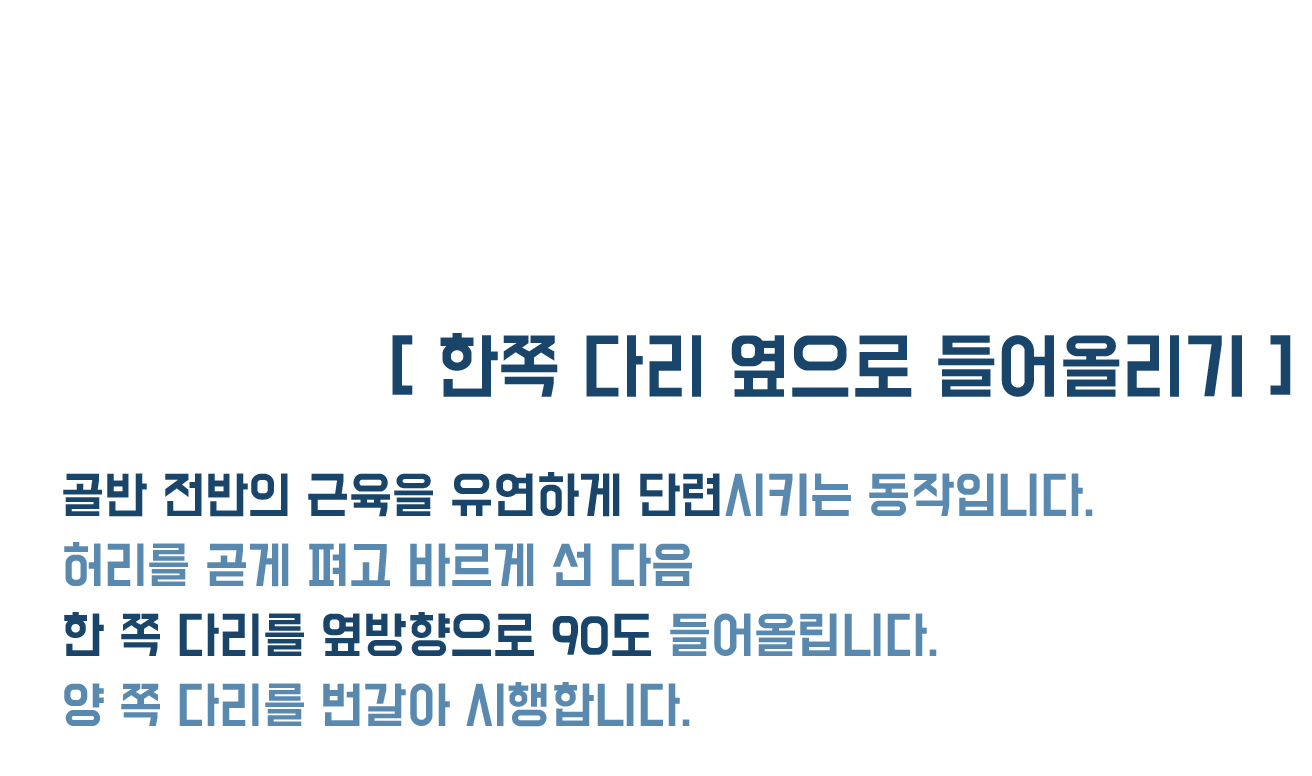 [ 한쪽 다리 옆으로 들어올리기 ]
골반 전반의 근육을 유연하게 단련시키는 동작입니다.
허리를 곧게 펴고 바르게 선 다음
한 쪽 다리를 옆방향으로 90도 들어올립니다.
양 쪽 다리를 번갈아 시행합니다.